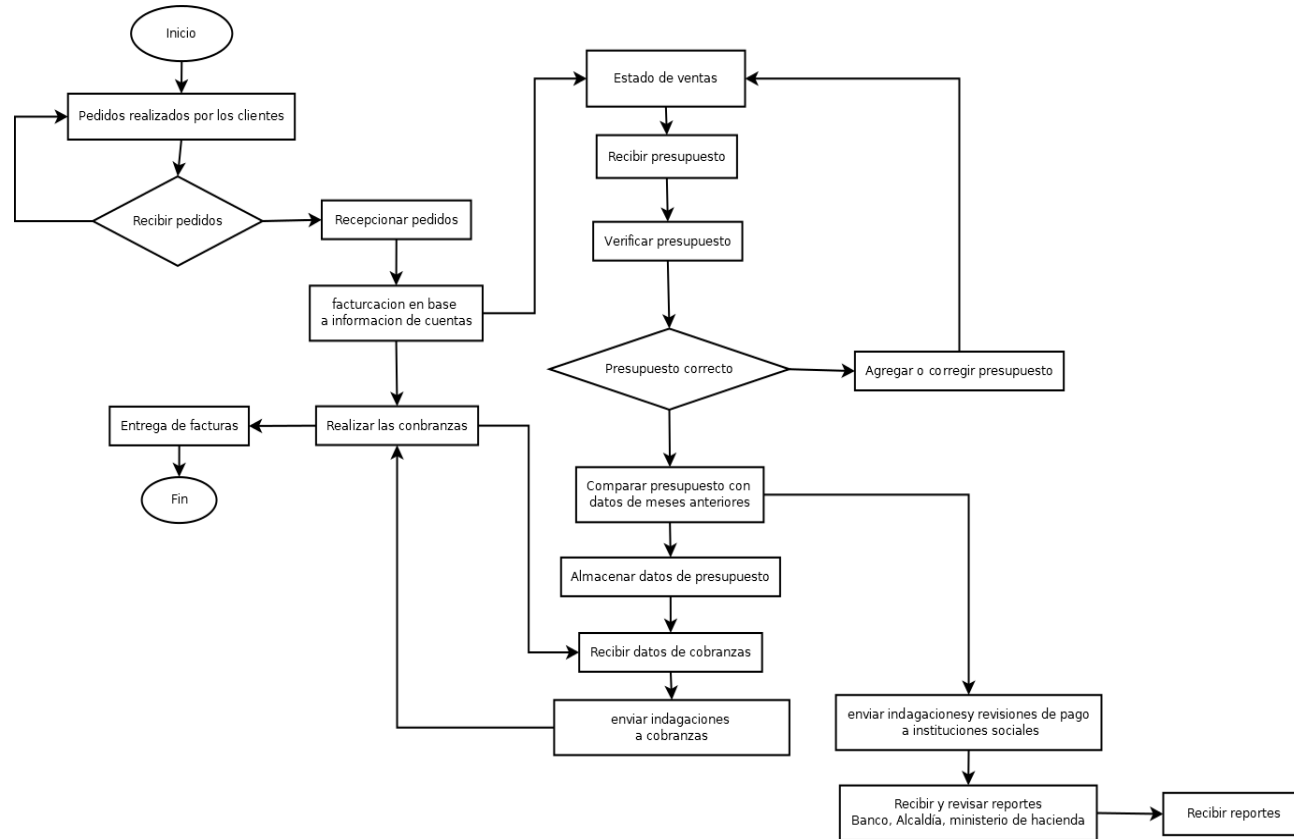 Inicio
Pedidos realizados por los clientes
Recibir pedidos
Recepcionar pedidos
facturcacion en base
a informacion de cuentas
Realizar las conbranzas
Entrega de facturas
Fin
Estado de ventas
Recibir presupuesto
Verificar presupuesto
Presupuesto correcto
Agregar o corregir presupuesto
Comparar presupuesto con
datos de meses anteriores
Almacenar datos de presupuesto
Recibir datos de cobranzas
enviar indagaciones
a cobranzas
enviar indagacionesy revisiones de pago
a instituciones sociales
Recibir y revisar reportes
Banco, Alcaldía, ministerio de hacienda
Recibir reportes